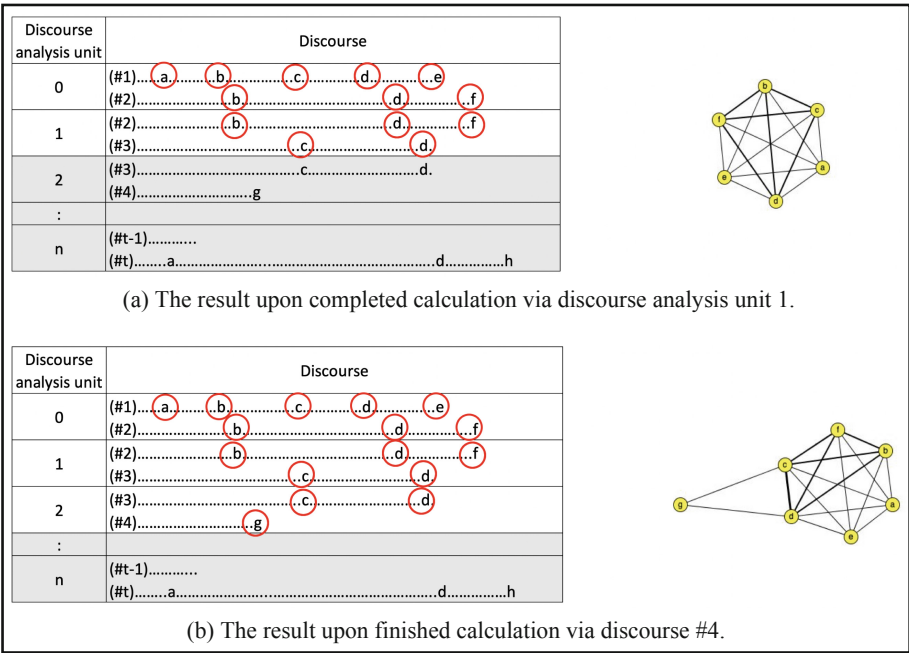 Discourse analysis unit Discourse
0 (#1).....a...........b.................c.................d..............e
(#2)........................b........................................d.................f
1 (#2)........................b........................................d.................f
(#3)..........................................c.............................d.
2 (#3)..........................................c.............................d.
(#4)..............................g
:
n (#t-1)...........
(#t)........a..............................................................d...............h
b
c
f
a
e
d
(a) The result upon completed calculation via discourse analysis unit 1.
Discourse analysis unit Discourse
0 (#1).....a...........b.................c.................d..............e
(#2)........................b........................................d.................f
1 (#2)........................b........................................d.................f
(#3)..........................................c.............................d.
2 (#3)..........................................c.............................d
(#4)..............................g
:
n (#t-1)...........
(#t)........a..............................................................d...............h
f
b
c
g
a
d
e
(b) The result upon finished calculation via discourse #4.